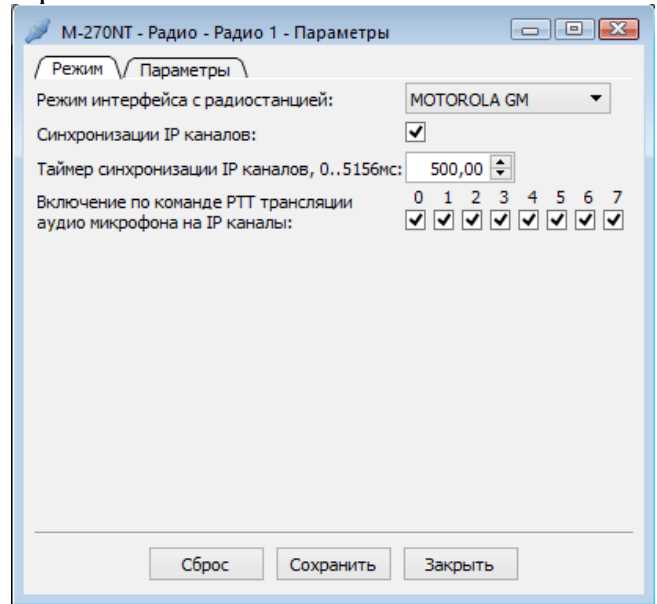 M-270NT - Радио - Радио 1 - Параметры
Режим Параметры
Режим интерфейса с радиостанцией: MOTOROLA GM
Синхронизации IP каналов:
Таймер синхронизации IP каналов, 0..5156мс: 500,00
Включение по команде PTT трансляции 0 1 2 3 4 5 6 7
аудио микрофона на IP каналы:
Сброс Сохранить Закрыть